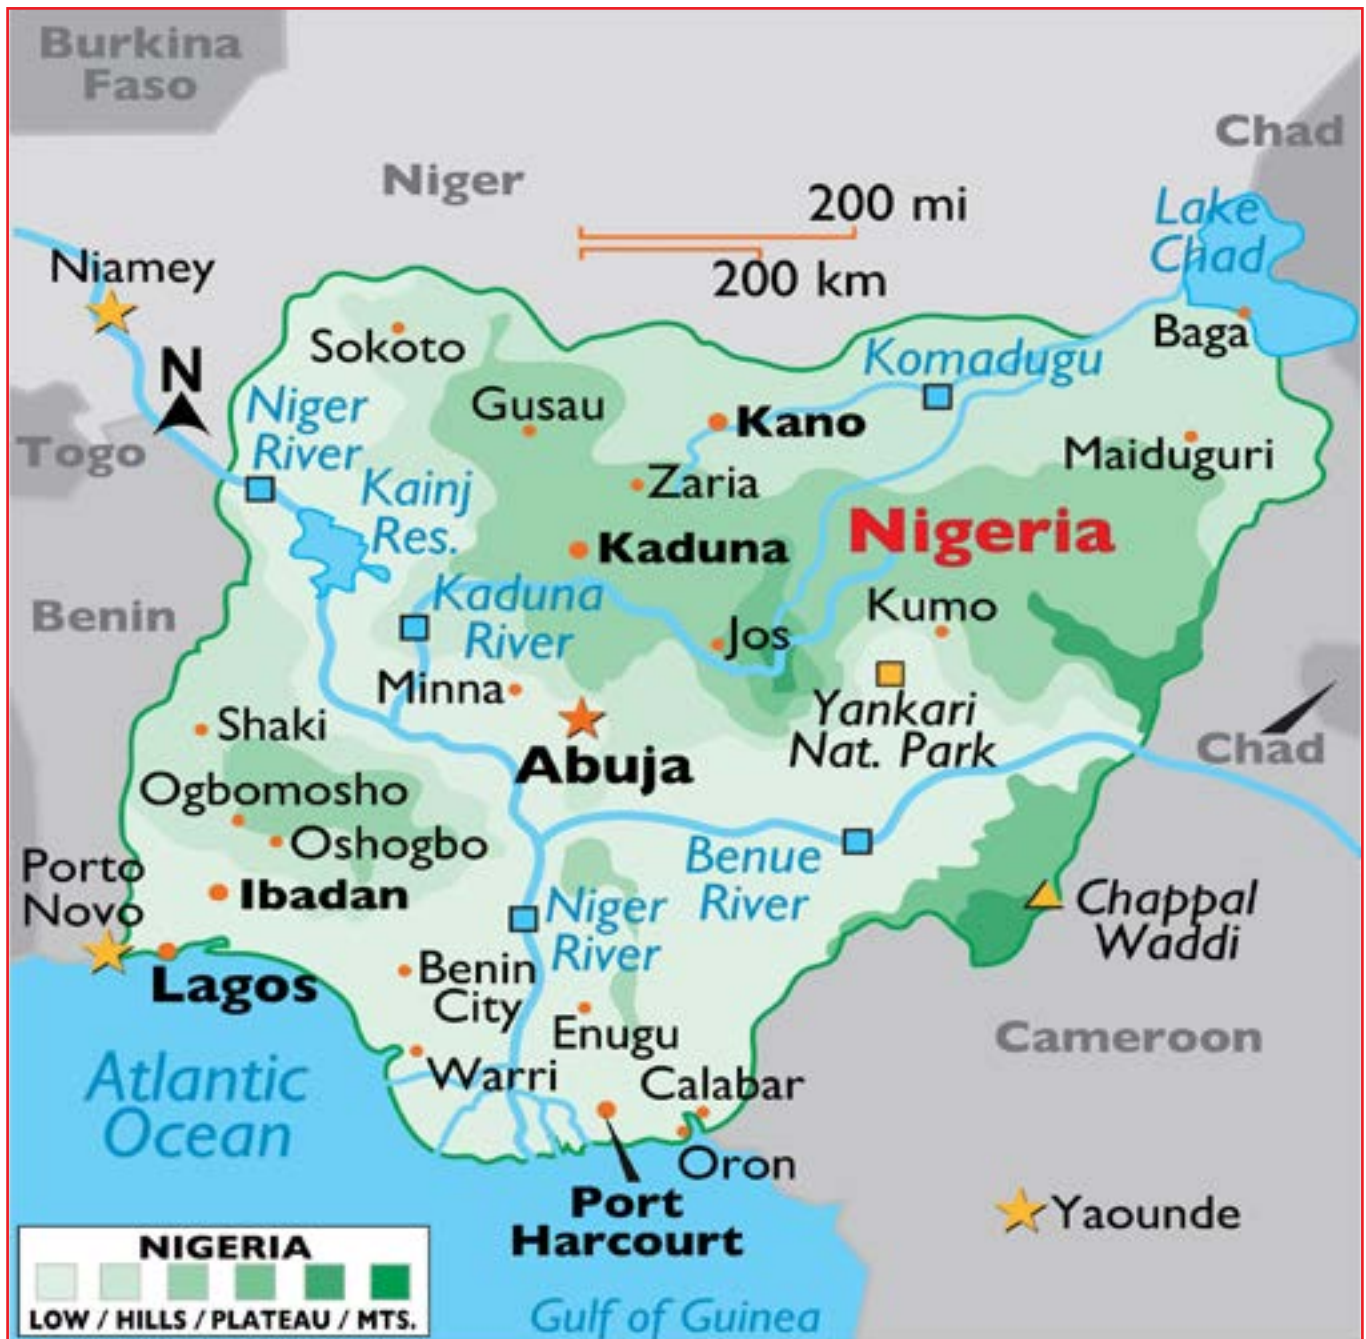 Burkina
Faso
Chad
Niger
200 mi
200 km
Lake
Chad
Niamey
Baga
Sokoto
Komadugu
N
Niger
River
Gusau
Kano
Togo
Maiduguri
Kainj
Res.
Zaria
Nigeria
Kaduna
Benin
Kaduna
River
Kumo
Jos
Minna
Yankari
Nat. Park
Shaki
Chad
Abuja
Ogbomosho
Oshogbo
Benue
River
Porto
Novo
Ibadan
Niger
River
Chappal
Waddi
Lagos
Benin
City
Enugu
Cameroon
Atlantic
Ocean
Warri
Calabar
Oron
Port
Harcourt
Yaounde
NIGERIA
LOW / HILLS / PLATEAU / MTS.
Gulf of Guinea